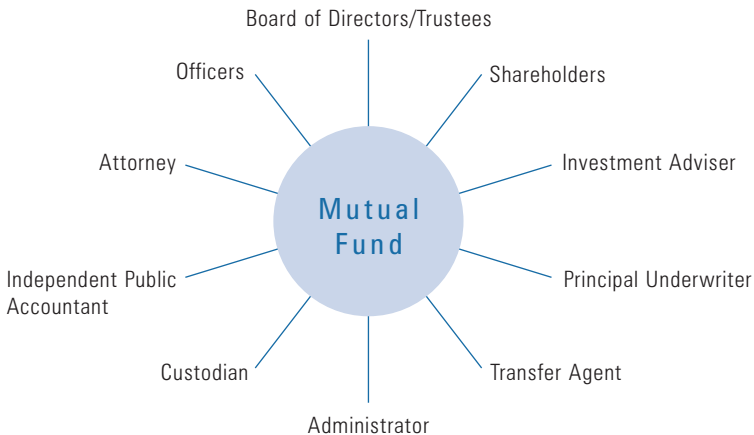 Board of Directors/Trustees
Officers
Shareholders
Attorney
Investment Adviser
Mutual
Fund
Independent Public
Accountant
Principal Underwriter
Custodian
Transfer Agent
Administrator